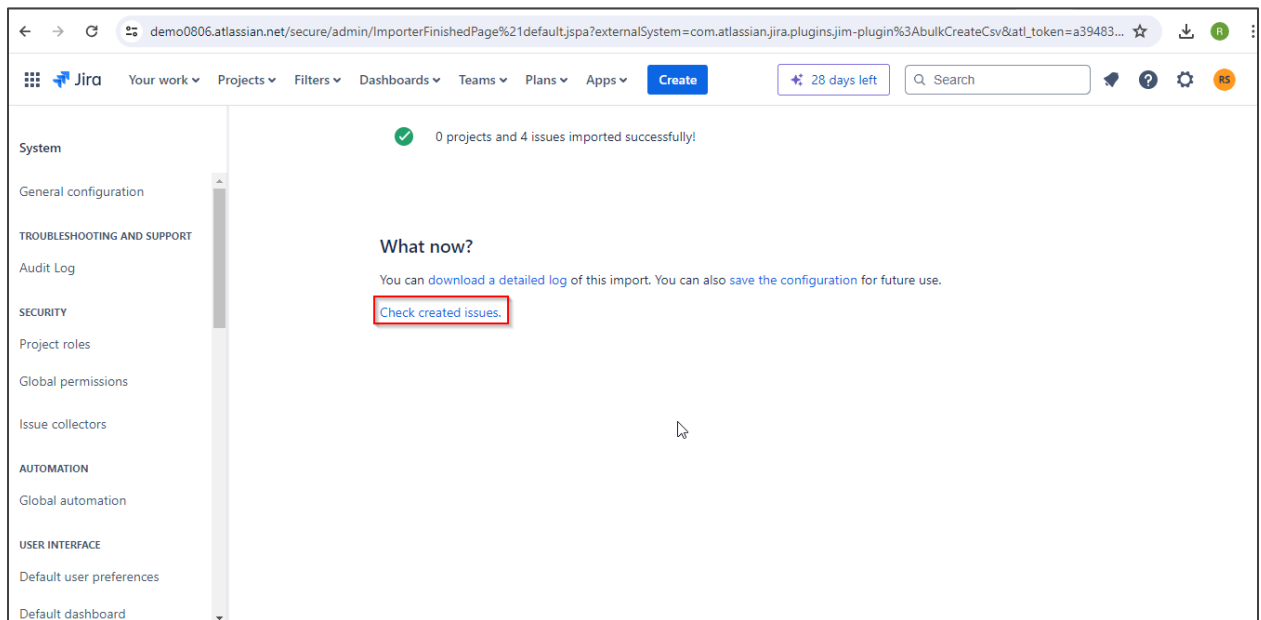 demo0806.atlassian.net/secure/admin/ImporterFinishedPage%21default.jspa?externalSystem=com.atlassian.jira.plugins.jim-plugin%3AbulkCreateCsv&atl_token=a39483...
R
Jira Your work Projects Filters Dashboards Teams Plans Apps Create 28 days left Search RS
System
0 projects and 4 issues imported successfully!
General configuration
TROUBLESHOOTING AND SUPPORT
Audit Log
SECURITY
Project roles
Global permissions
Issue collectors
AUTOMATION
Global automation
USER INTERFACE
Default user preferences
Default dashboard
What now?
You can download a detailed log of this import. You can also save the configuration for future use.
Check created issues.